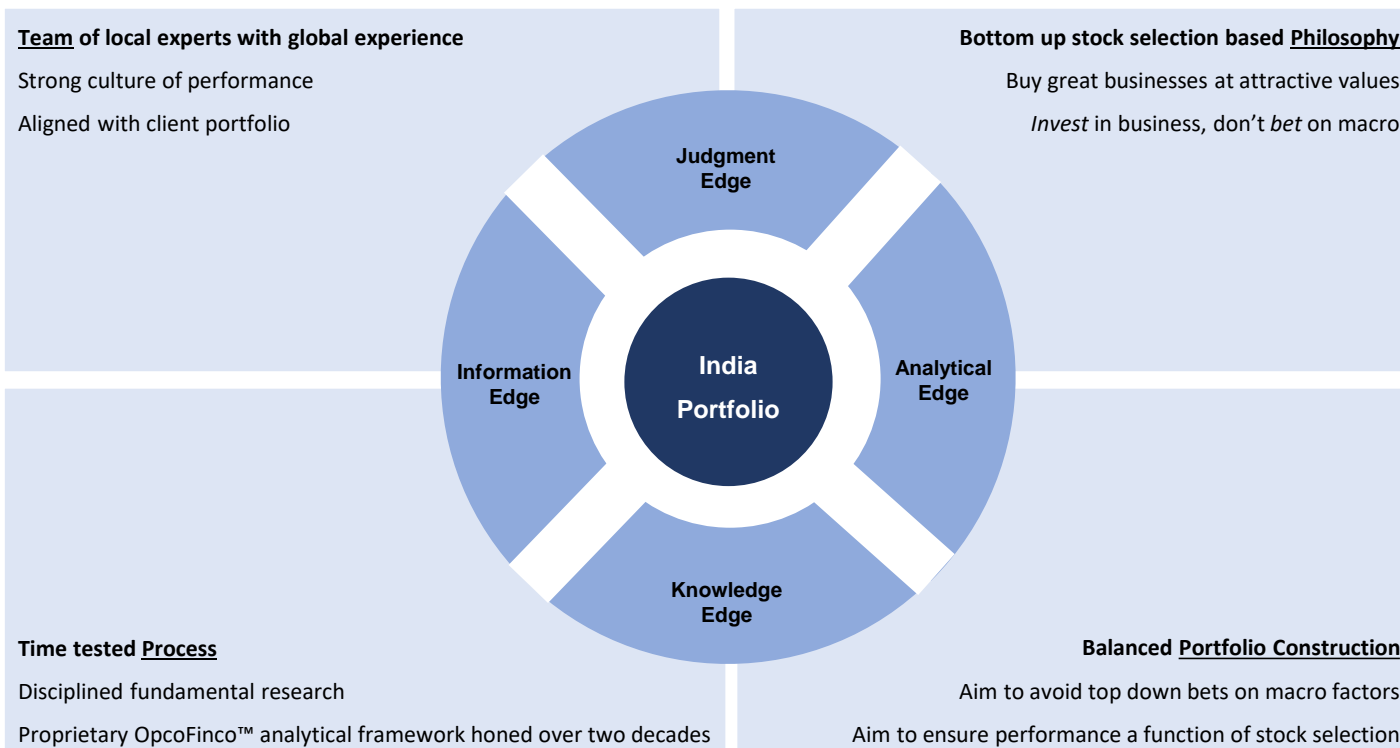 Team of local experts with global experience
Strong culture of performance
Aligned with client portfolio
Bottom up stock selection based Philosophy
Buy great businesses at attractive values
Invest in business, don’t bet on macro
Judgment
Edge
Information
Edge
India
Portfolio
Analytical
Edge
Knowledge
Edge
Time tested Process
Disciplined fundamental research
Proprietary OpcoFinco™ analytical framework honed over two decades
Balanced Portfolio Construction
Aim to avoid top down bets on macro factors
Aim to ensure performance a function of stock selection